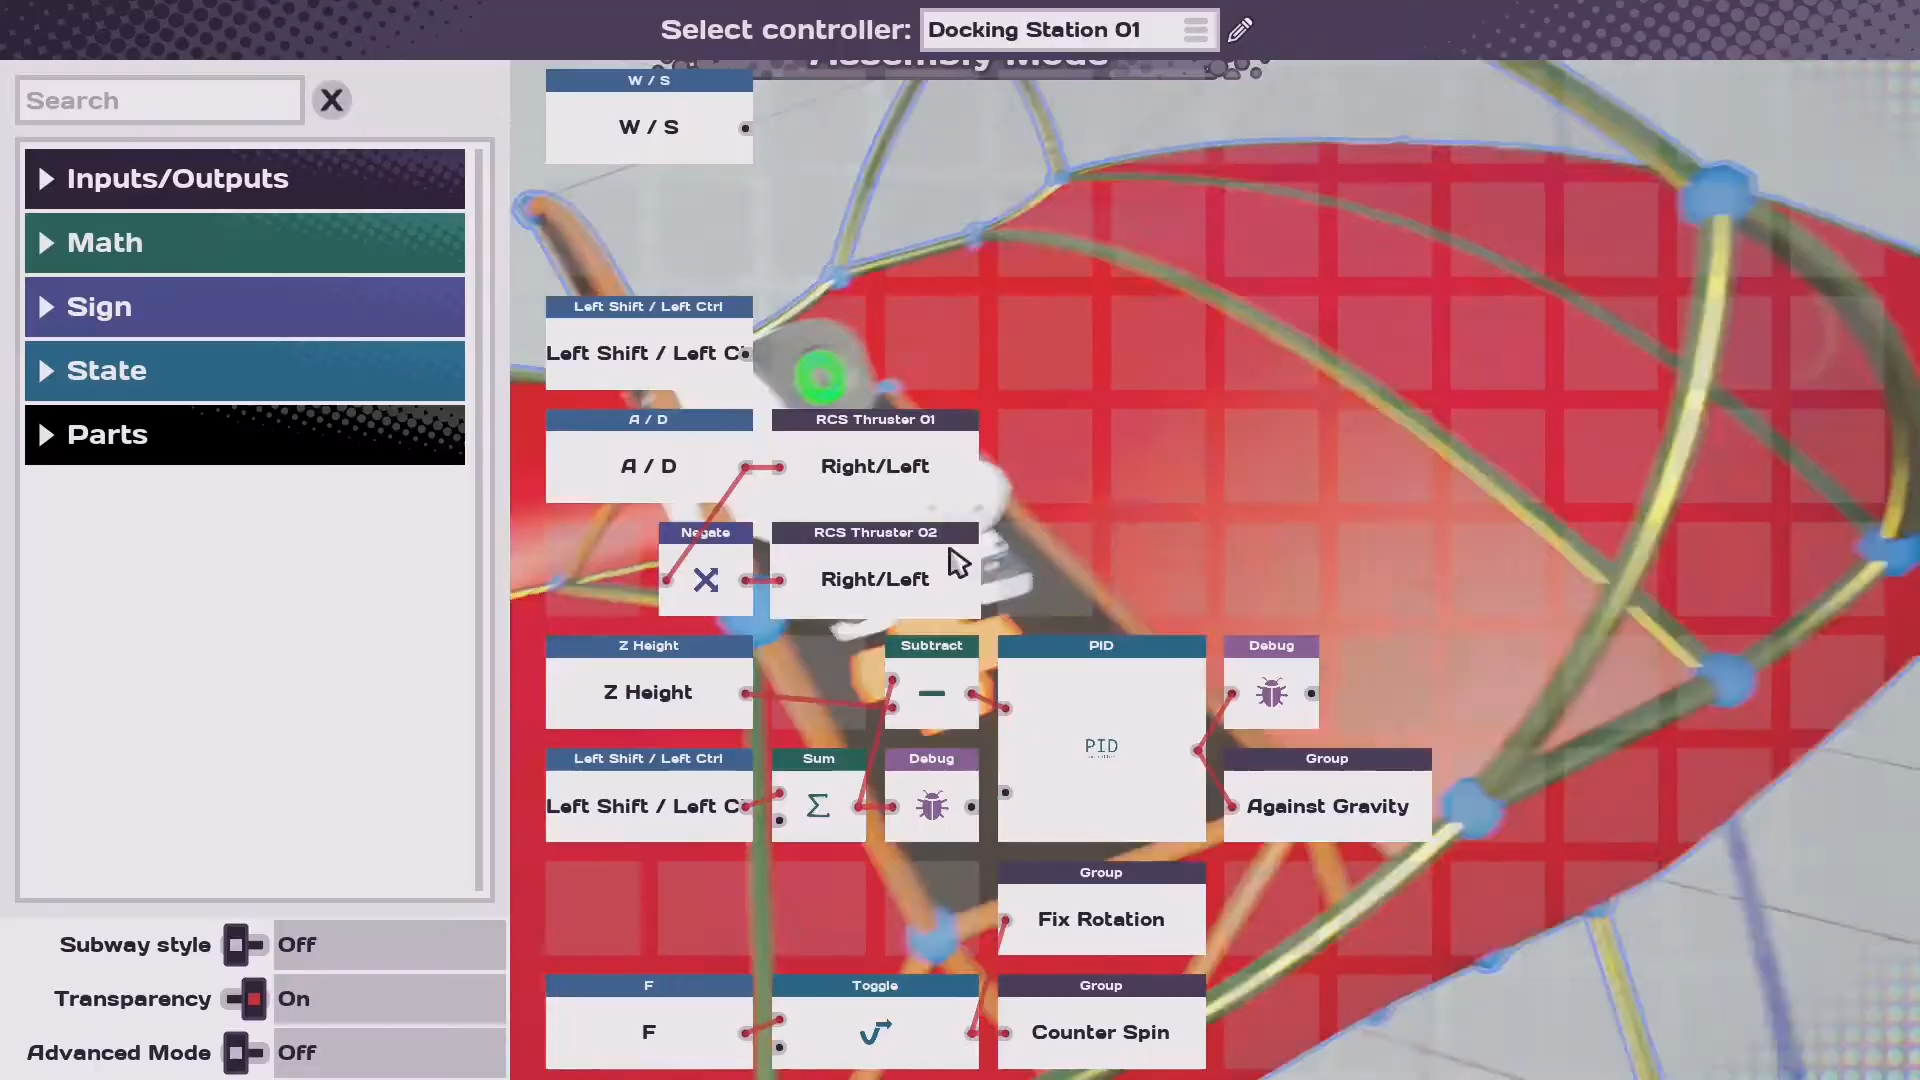 Select controller: Docking Station 01
Assembly Mode
Search
X
Inputs/Outputs
Math
Sign
State
Parts
Subway style Off
Transparency On
Advanced Mode Off
W / S
W / S
Left Shift / Left Ctrl
Left Shift / Left C
A / D
A / D
RCS Thruster 01
Right/Left
Negate
RCS Thruster 02
Right/Left
Z Height
Z Height
Subtract
PID
PID
Debug
Left Shift / Left Ctrl
Left Shift / Left C
Sum
Σ
Debug
Group
Against Gravity
Group
Fix Rotation
F
F
Toggle
Group
Counter Spin